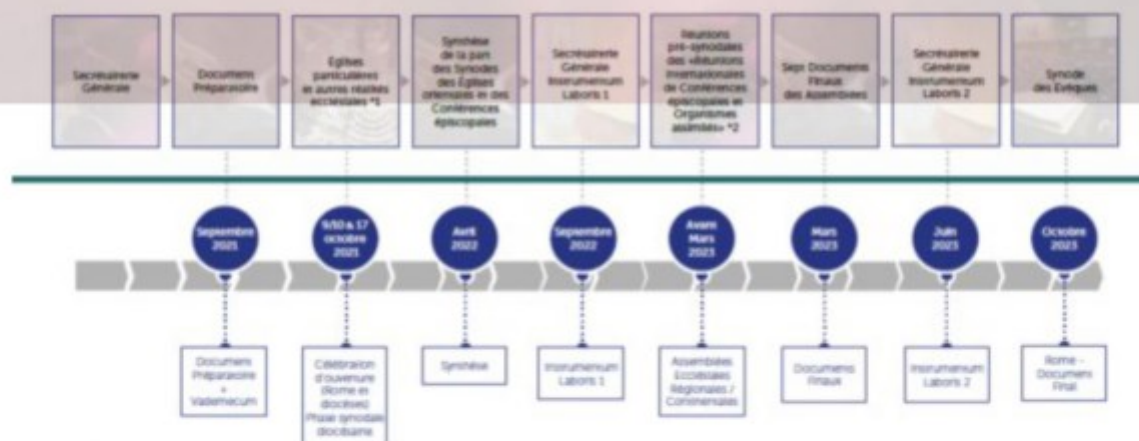 Secrétairerie
Générale
Document
Préparatoire
Églises
particulières
et autres réalités
ecclésiales *1
Synthèse
de la part
des Synodes
des Églises
orientales et des
Conférences
épiscopales
Secrétairerie
Générale
Instrumentum
Laboris 1
Réunions
pré-synodales
des «Réunions
Internationales
de Conférences
épiscopales et
Organismes
assimilés» *2
Sept Documents
Finaux
des Assemblées
Secrétairerie
Générale
Instrumentum
Laboris 2
Synode
des Evêques
Septembre
2021
9/10 & 17
octobre
2021
Avril
2022
Septembre
2022
Avant
Mars
2023
Mars
2023
Juin
2023
Octobre
2023
Document
Préparatoire
+
Vademecum
Célébration
d'ouverture
(Rome et
diocèses)
Phase synodale
diocésaine
Synthèse
Instrumentum
Laboris 1
Assemblées
Ecclésiales
Régionales /
Continentales
Documents
Finaux
Instrumentum
Laboris 2
Rome -
Document
Final